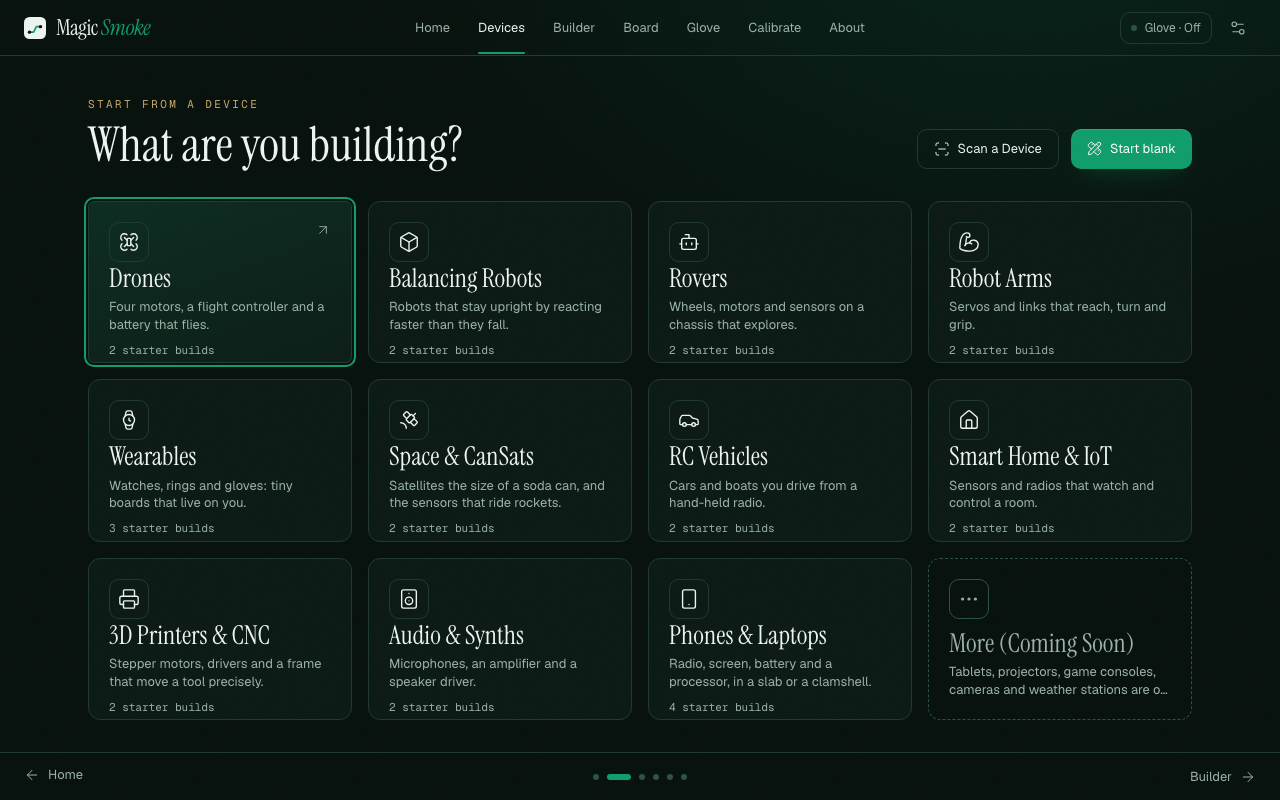 Magic Smoke
Home
Devices
Builder
Board
Glove
Calibrate
About
Glove · Off
START FROM A DEVICE
What are you building?
Scan a Device
Start blank
Drones
Four motors, a flight controller and a
battery that flies.
2 starter builds
Balancing Robots
Robots that stay upright by reacting
faster than they fall.
2 starter builds
Rovers
Wheels, motors and sensors on a
chassis that explores.
2 starter builds
Robot Arms
Servos and links that reach, turn and
grip.
2 starter builds
Wearables
Watches, rings and gloves: tiny
boards that live on you.
3 starter builds
Space & CanSats
Satellites the size of a soda can, and
the sensors that ride rockets.
2 starter builds
RC Vehicles
Cars and boats you drive from a
hand-held radio.
2 starter builds
Smart Home & IoT
Sensors and radios that watch and
control a room.
2 starter builds
3D Printers & CNC
Stepper motors, drivers and a frame
that move a tool precisely.
2 starter builds
Audio & Synths
Microphones, an amplifier and a
speaker driver.
2 starter builds
Phones & Laptops
Radio, screen, battery and a
processor, in a slab or a clamshell.
4 starter builds
More (Coming Soon)
Tablets, projectors, game consoles,
cameras and weather stations are o…
Home
Builder